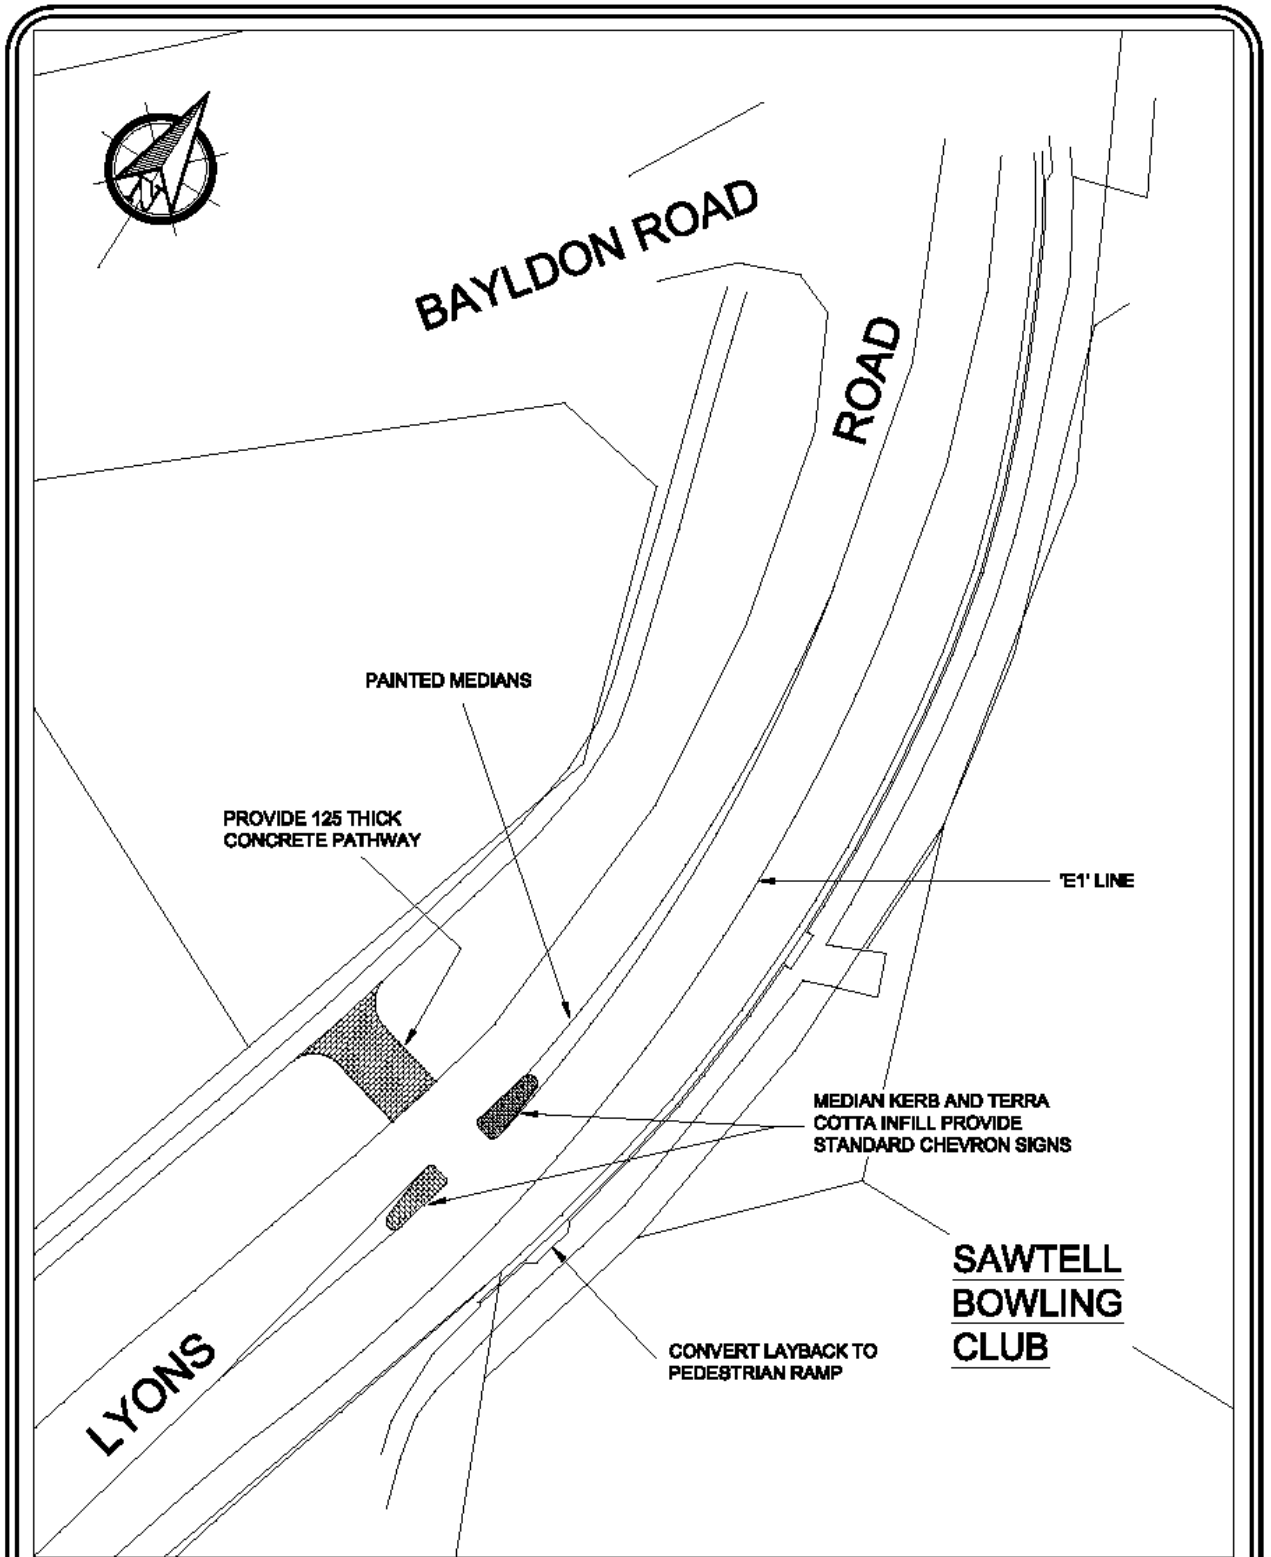 BAYLDON ROAD
ROAD
PAINTED MEDIANS
PROVIDE 125 THICK
CONCRETE PATHWAY
'E1' LINE
MEDIAN KERB AND TERRA
COTTA INFILL PROVIDE
STANDARD CHEVRON SIGNS
SAWTELL
BOWLING
CLUB
CONVERT LAYBACK TO
PEDESTRIAN RAMP
LYONS